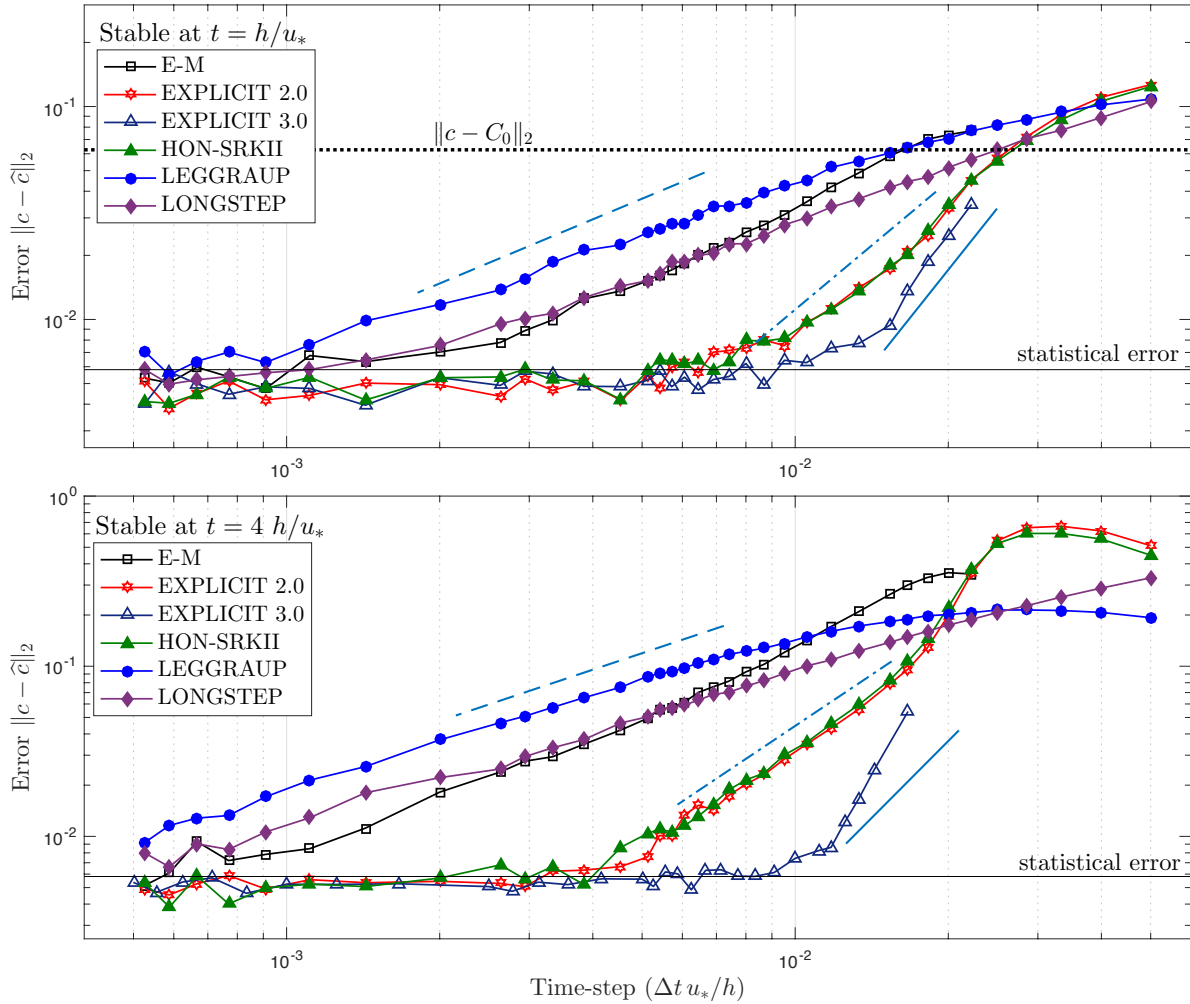 Stable at t = h/u_*
E-M
EXPLICIT 2.0
EXPLICIT 3.0
HON-SRKII
LEGGRAUP
LONGSTEP
‖c − C_0‖_2
statistical error
Error ‖c − ĉ‖_2
10^{-1}
10^{-2}
10^{-3}
10^{-2}
Stable at t = 4 h/u_*
E-M
EXPLICIT 2.0
EXPLICIT 3.0
HON-SRKII
LEGGRAUP
LONGSTEP
statistical error
Error ‖c − ĉ‖_2
10^0
10^{-1}
10^{-2}
10^{-3}
10^{-2}
Time-step (Δt u_*/h)